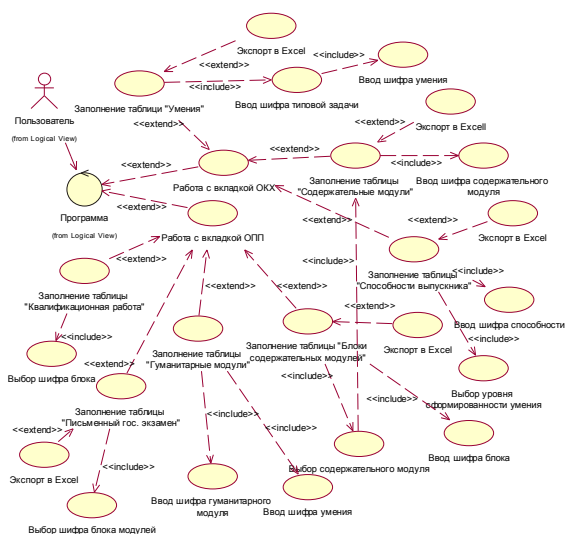 Экспорт в Excel
<<extend>>
<<include>>
<<include>>
Ввод шифра умения
Заполнение таблици "Умения"
Ввод шифра типовой задачи
Пользователь
(from Logical View)
<<extend>>
Экспорт в Excell
<<extend>>
<<extend>>
<<extend>>
<<include>>
Работа с вкладкой ОКХ
Заполнение таблицы
"Содержательные модули"
Ввод шифра содержательного
модуля
Программа
(from Logical View)
<<extend>>
<<extend>>
<<extend>>
Работа с вкладкой ОПП
Экспорт в Excel
<<extend>>
<<extend>>
<<include>>
Заполнение таблицы
"Способности выпускника"
<<include>>
Заполнение таблицы
"Квалификационная работа"
<<extend>>
<<extend>>
<<extend>>
Ввод шифра способности
<<include>>
Выбор шифра блока
Заполнение таблицы
"Гуманитарные модули"
Заполнение таблицы "Блоки
содержательных модулей"
Экспорт в Excel
<<include>>
<<extend>>
<<include>>
Выбор уровня
сформированности умения
Заполнение таблицы
"Письменный гос. экзамен"
<<include>>
<<include>>
<<include>>
<<extend>>
Ввод шифра блока
<<include>>
Выбор содержательного модуля
Экспорт в Excel
Ввод шифра гуманитарного
модуля
Ввод шифра умения
Выбор шифра блока модулей